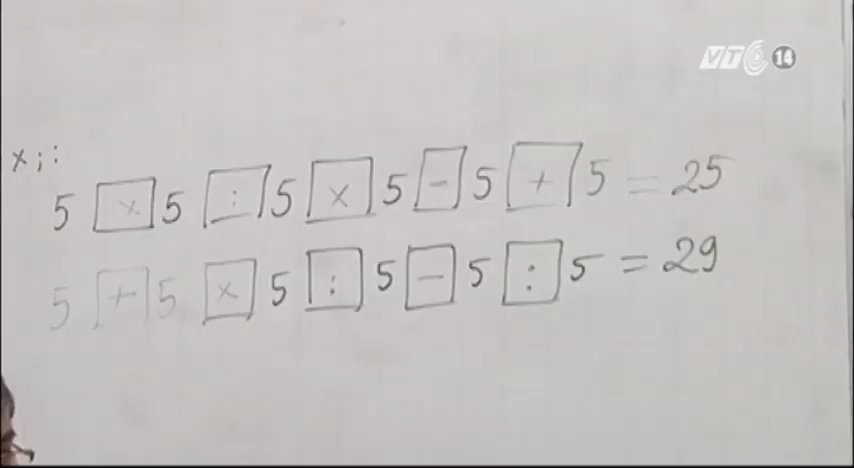 VTC 14
x ; :
5 x 5 : 5 x 5 - 5 + 5 = 25
5 + 5 x 5 : 5 - 5 : 5 = 29